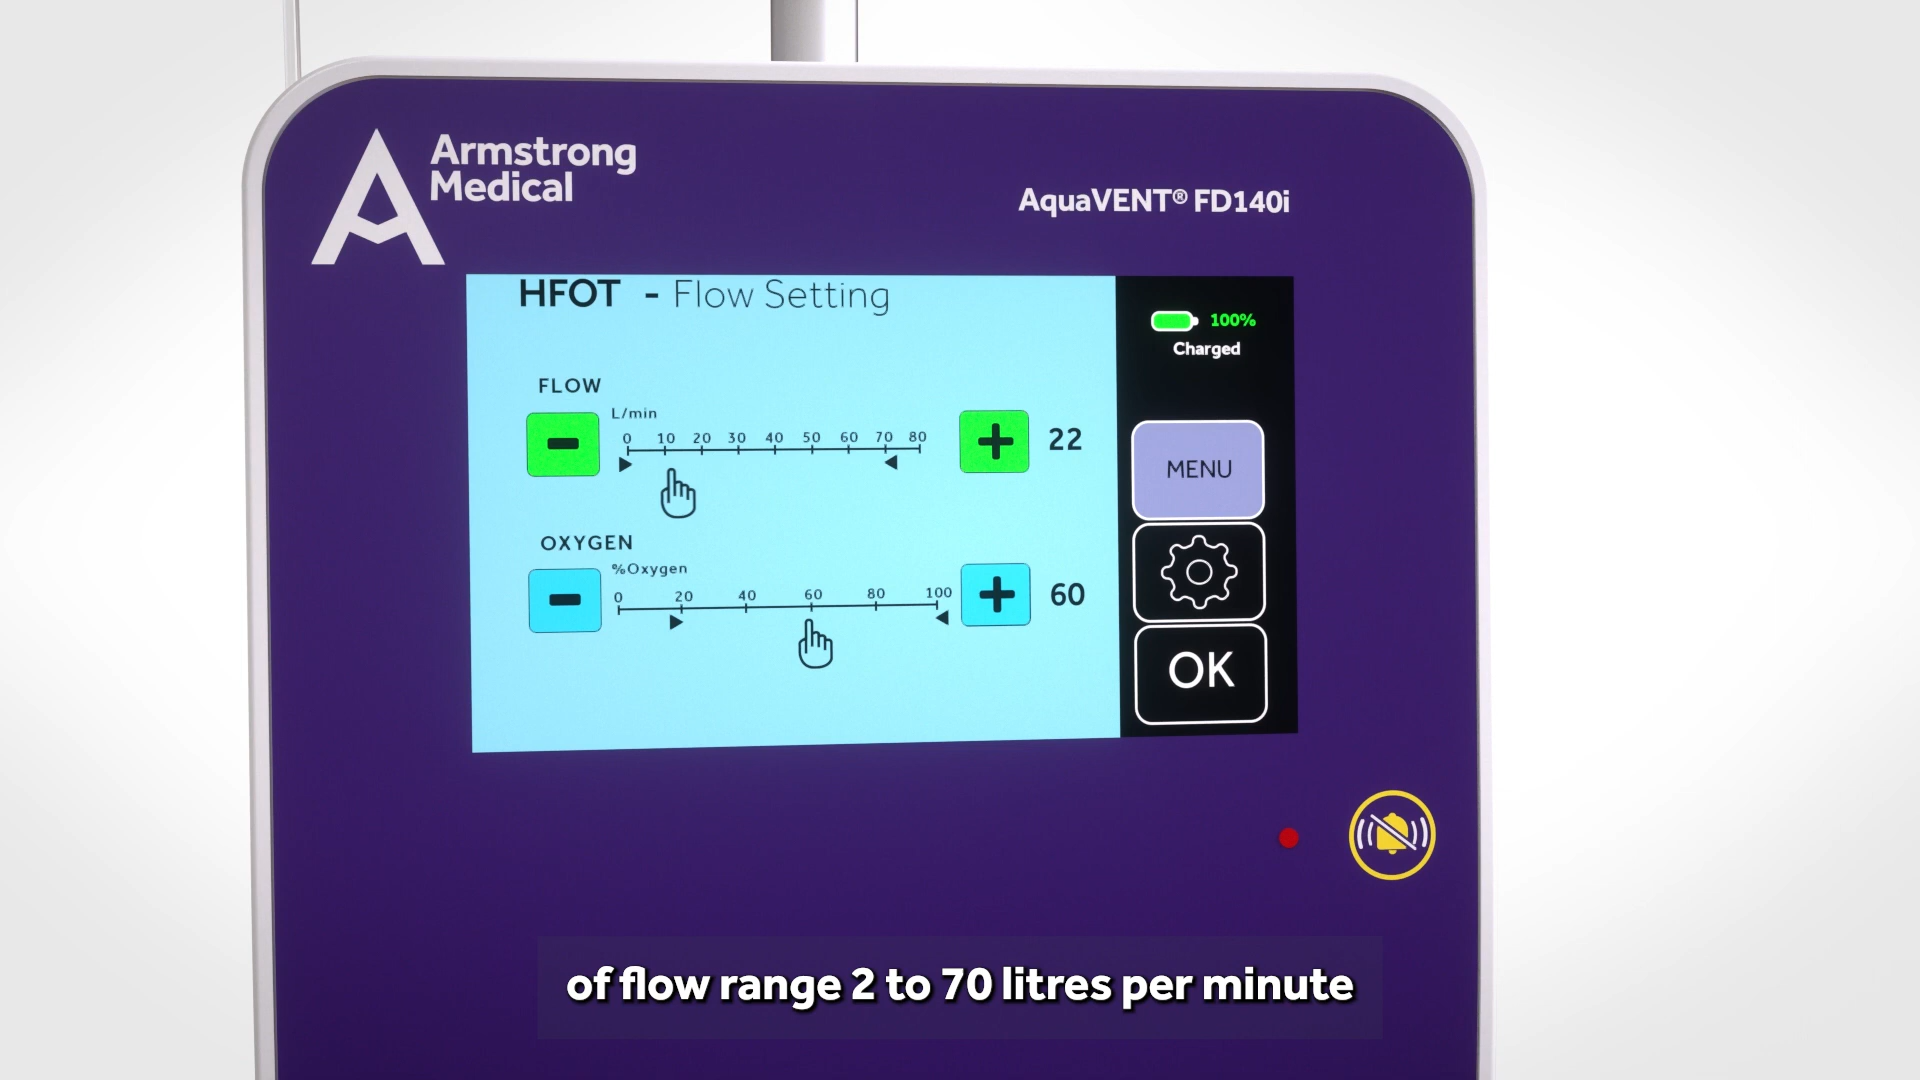 Armstrong
Medical
AquaVENT® FD140i
HFOT - Flow Setting
100%
Charged
FLOW
L/min
0 10 20 30 40 50 60 70 80
22
MENU
OXYGEN
%Oxygen
0 20 40 60 80 100
60
OK
of flow range 2 to 70 litres per minute